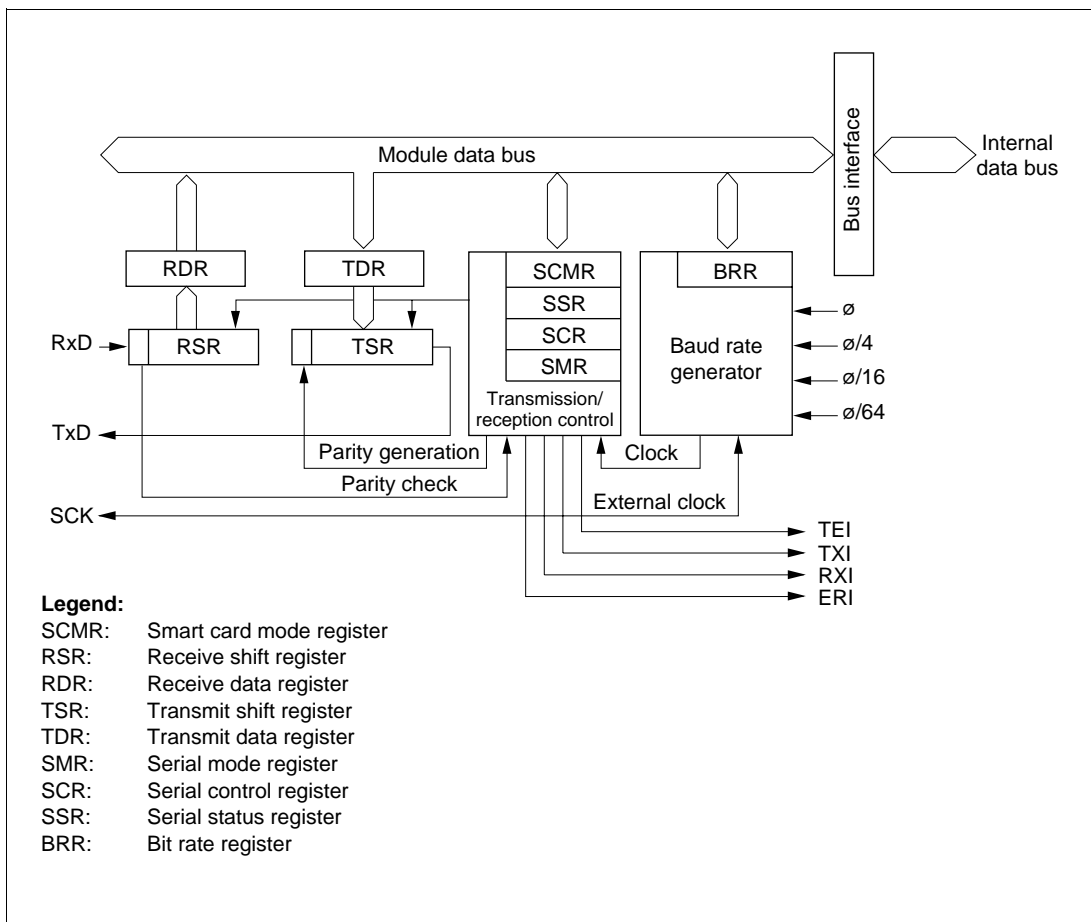 Module data bus
Bus interface
Internal
data bus
RDR
TDR
SCMR
SSR
SCR
SMR
BRR
RxD
RSR
TSR
Transmission/
reception control
Baud rate
generator
ø
ø/4
ø/16
ø/64
TxD
Parity generation
Parity check
Clock
SCK
External clock
TEI
TXI
RXI
ERI
Legend:
SCMR: Smart card mode register
RSR: Receive shift register
RDR: Receive data register
TSR: Transmit shift register
TDR: Transmit data register
SMR: Serial mode register
SCR: Serial control register
SSR: Serial status register
BRR: Bit rate register